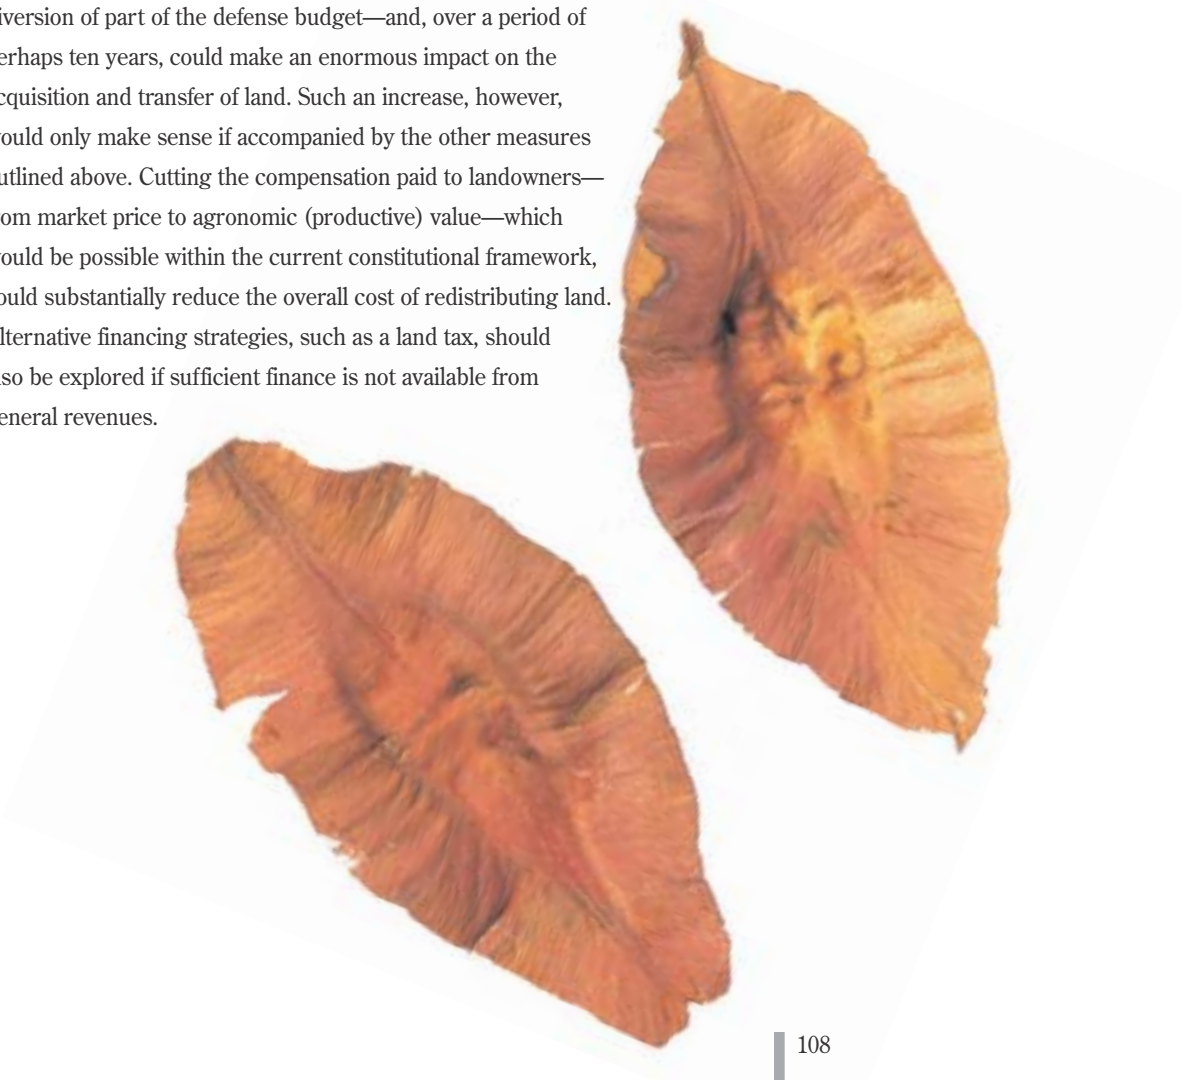 iversion of part of the defense budget—and, over a period of
erhaps ten years, could make an enormous impact on the
cquisition and transfer of land. Such an increase, however,
ould only make sense if accompanied by the other measures
utlined above. Cutting the compensation paid to landowners—
om market price to agronomic (productive) value—which
ould be possible within the current constitutional framework,
ould substantially reduce the overall cost of redistributing land.
lternative financing strategies, such as a land tax, should
so be explored if sufficient finance is not available from
eneral revenues.
108